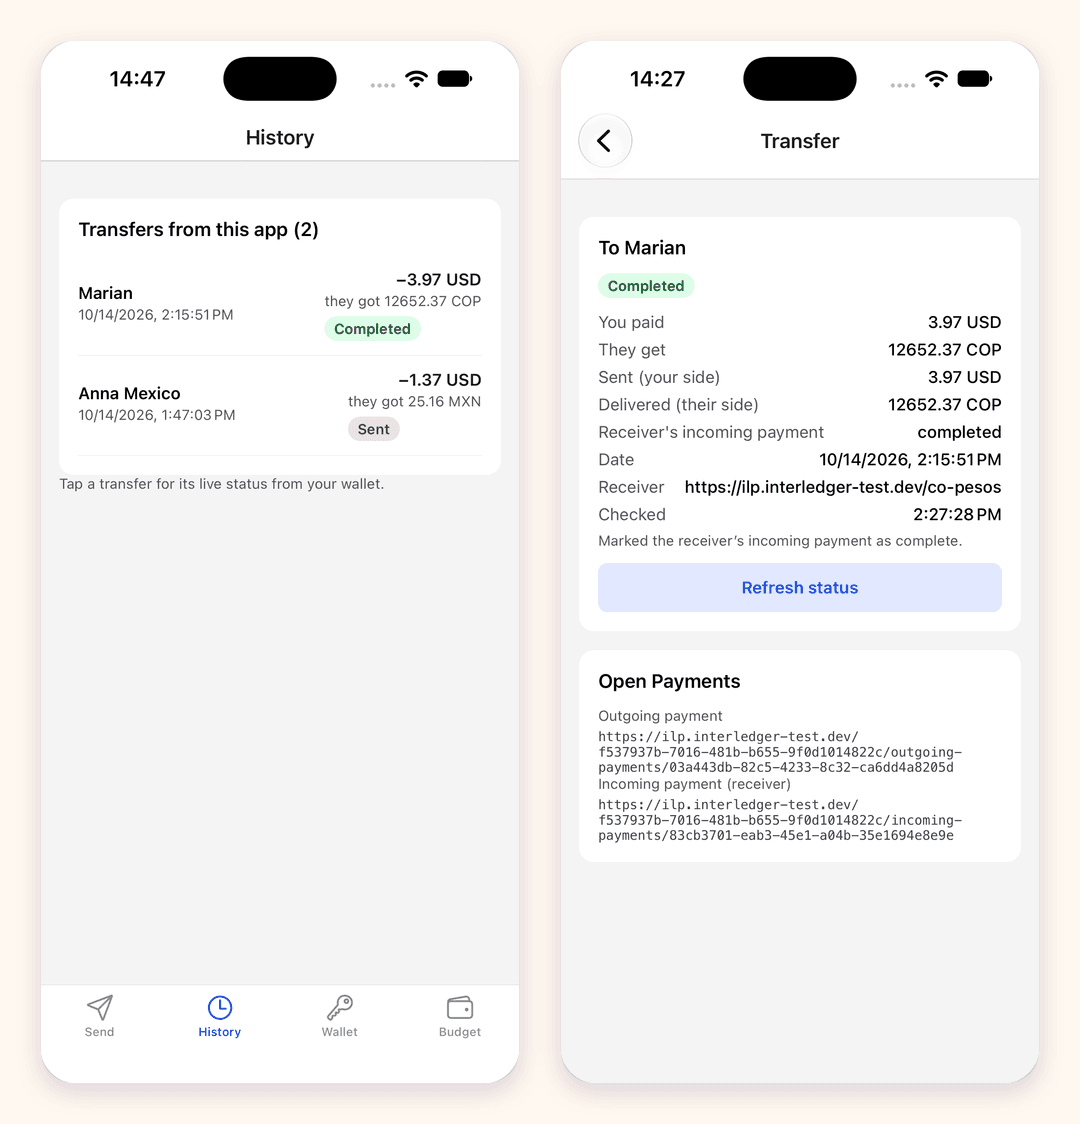 14:47
History
Transfers from this app (2)
Marian
10/14/2026, 2:15:51 PM
−3.97 USD
they got 12652.37 COP
Completed
Anna Mexico
10/14/2026, 1:47:03 PM
−1.37 USD
they got 25.16 MXN
Sent
Tap a transfer for its live status from your wallet.
Send
History
Wallet
Budget
14:27
Transfer
To Marian
Completed
You paid 3.97 USD
They get 12652.37 COP
Sent (your side) 3.97 USD
Delivered (their side) 12652.37 COP
Receiver's incoming payment completed
Date 10/14/2026, 2:15:51 PM
Receiver https://ilp.interledger-test.dev/co-pesos
Checked 2:27:28 PM
Marked the receiver’s incoming payment as complete.
Refresh status
Open Payments
Outgoing payment
https://ilp.interledger-test.dev/
f537937b-7016-481b-b655-9f0d1014822c/outgoing-
payments/03a443db-82c5-4233-8c32-ca6dd4a8205d
Incoming payment (receiver)
https://ilp.interledger-test.dev/
f537937b-7016-481b-b655-9f0d1014822c/incoming-
payments/83cb3701-eab3-45e1-a04b-35e1694e8e9e